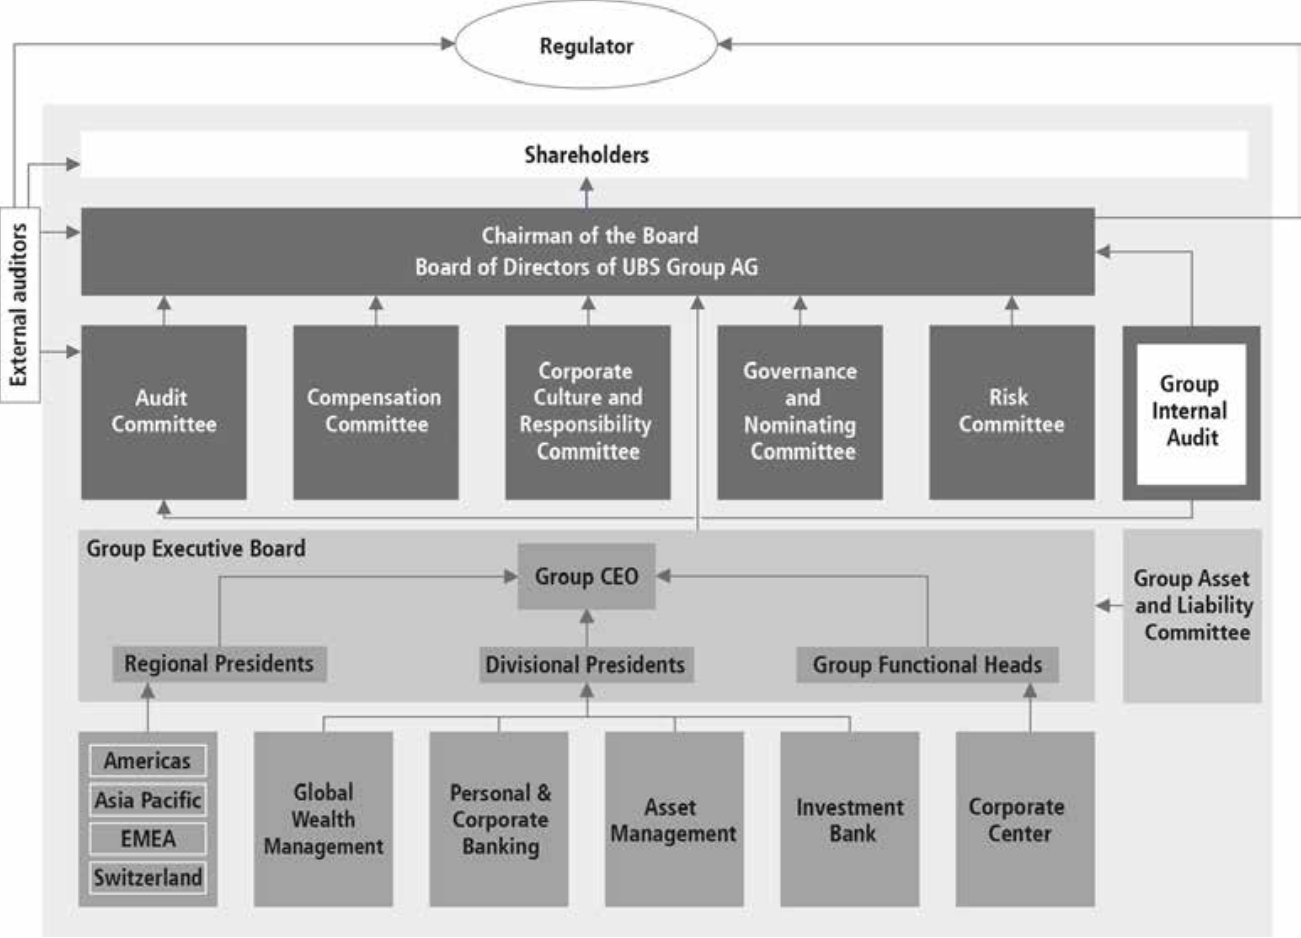 Regulator
Shareholders
External auditors
Chairman of the Board
Board of Directors of UBS Group AG
Audit
Committee
Compensation
Committee
Corporate
Culture and
Responsibility
Committee
Governance
and
Nominating
Committee
Risk
Committee
Group
Internal
Audit
Group Executive Board
Group CEO
Group Asset
and Liability
Committee
Regional Presidents
Divisional Presidents
Group Functional Heads
Americas
Asia Pacific
EMEA
Switzerland
Global
Wealth
Management
Personal &
Corporate
Banking
Asset
Management
Investment
Bank
Corporate
Center